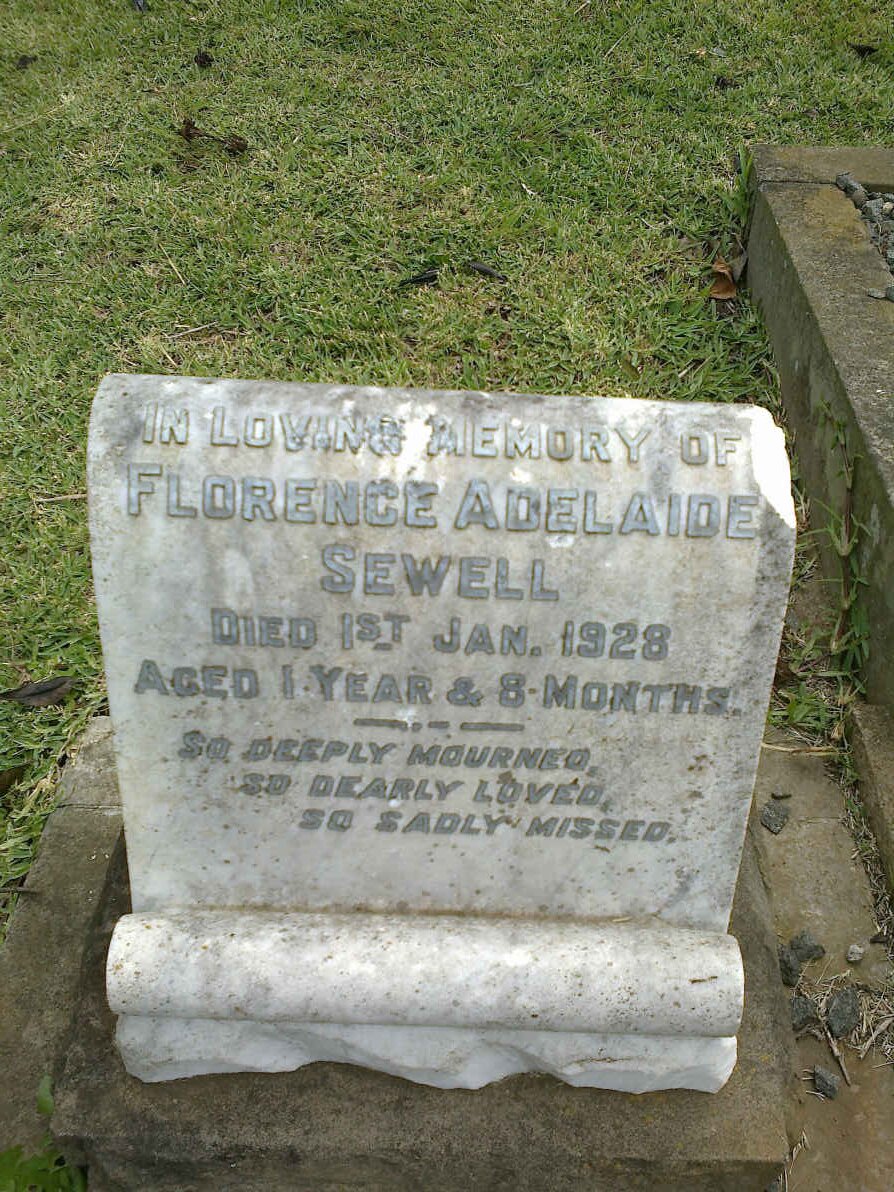 IN LOVING MEMORY OF
FLORENCE ADELAIDE
SEWELL
DIED 1ST JAN. 1928
AGED 1 YEAR & 8 MONTHS.
SO DEEPLY MOURNED,
SO DEARLY LOVED,
SO SADLY MISSED.